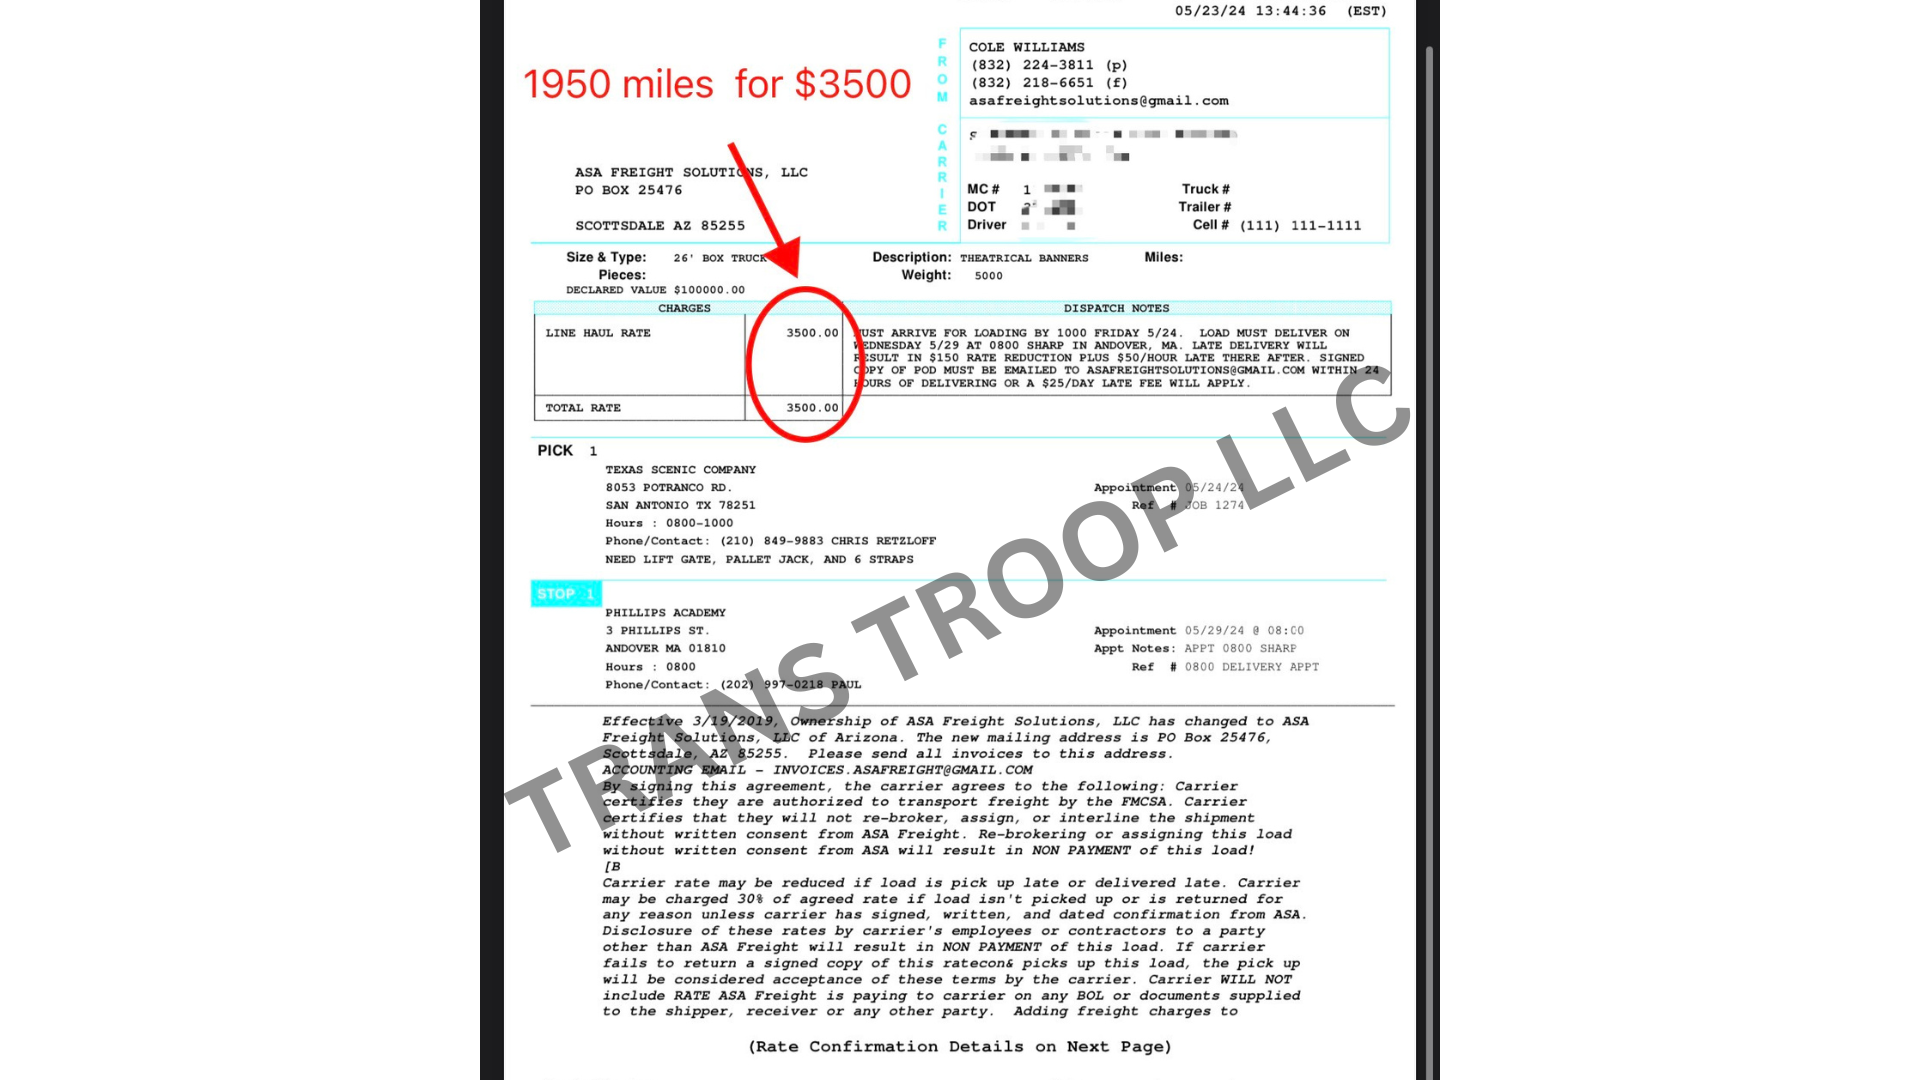 05/23/24 13:44:36 (EST)
1950 miles for $3500
FROM CARRIER
COLE WILLIAMS
(832) 224-3811 (p)
(832) 218-6651 (f)
asafreightsolutions@gmail.com
ASA FREIGHT SOLUTIONS, LLC
PO BOX 25476
SCOTTSDALE AZ 85255
MC # 1
Truck #
DOT
Trailer #
Driver
Cell # (111) 111-1111
Size & Type: 26' BOX TRUCK
Description: THEATRICAL BANNERS
Miles:
Pieces:
Weight: 5000
DECLARED VALUE $100000.00
CHARGES
DISPATCH NOTES
LINE HAUL RATE 3500.00
MUST ARRIVE FOR LOADING BY 1000 FRIDAY 5/24. LOAD MUST DELIVER ON
WEDNESDAY 5/29 AT 0800 SHARP IN ANDOVER, MA. LATE DELIVERY WILL
RESULT IN $150 RATE REDUCTION PLUS $50/HOUR LATE THERE AFTER. SIGNED
COPY OF POD MUST BE EMAILED TO ASAFREIGHTSOLUTIONS@GMAIL.COM WITHIN 24
HOURS OF DELIVERING OR A $25/DAY LATE FEE WILL APPLY.
TOTAL RATE 3500.00
PICK 1
TEXAS SCENIC COMPANY
8053 POTRANCO RD.
Appointment 05/24/24
SAN ANTONIO TX 78251
Ref # JOB 1274
Hours : 0800-1000
Phone/Contact: (210) 849-9883 CHRIS RETZLOFF
NEED LIFT GATE, PALLET JACK, AND 6 STRAPS
STOP 1
PHILLIPS ACADEMY
3 PHILLIPS ST.
Appointment 05/29/24 @ 08:00
ANDOVER MA 01810
Appt Notes: APPT 0800 SHARP
Hours : 0800
Ref # 0800 DELIVERY APPT
Phone/Contact: (202) 997-0218 PAUL
TRANS TROOP LLC
Effective 3/19/2019, Ownership of ASA Freight Solutions, LLC has changed to ASA
Freight Solutions, LLC of Arizona. The new mailing address is PO Box 25476,
Scottsdale, AZ 85255. Please send all invoices to this address.
ACCOUNTING EMAIL - INVOICES.ASAFREIGHT@GMAIL.COM
By signing this agreement, the carrier agrees to the following: Carrier
certifies they are authorized to transport freight by the FMCSA. Carrier
certifies that they will not re-broker, assign, or interline the shipment
without written consent from ASA Freight. Re-brokering or assigning this load
without written consent from ASA will result in NON PAYMENT of this load!
[B
Carrier rate may be reduced if load is pick up late or delivered late. Carrier
may be charged 30% of agreed rate if load isn't picked up or is returned for
any reason unless carrier has signed, written, and dated confirmation from ASA.
Disclosure of these rates by carrier's employees or contractors to a party
other than ASA Freight will result in NON PAYMENT of this load. If carrier
fails to return a signed copy of this ratecon& picks up this load, the pick up
will be considered acceptance of these terms by the carrier. Carrier WILL NOT
include RATE ASA Freight is paying to carrier on any BOL or documents supplied
to the shipper, receiver or any other party. Adding freight charges to
(Rate Confirmation Details on Next Page)